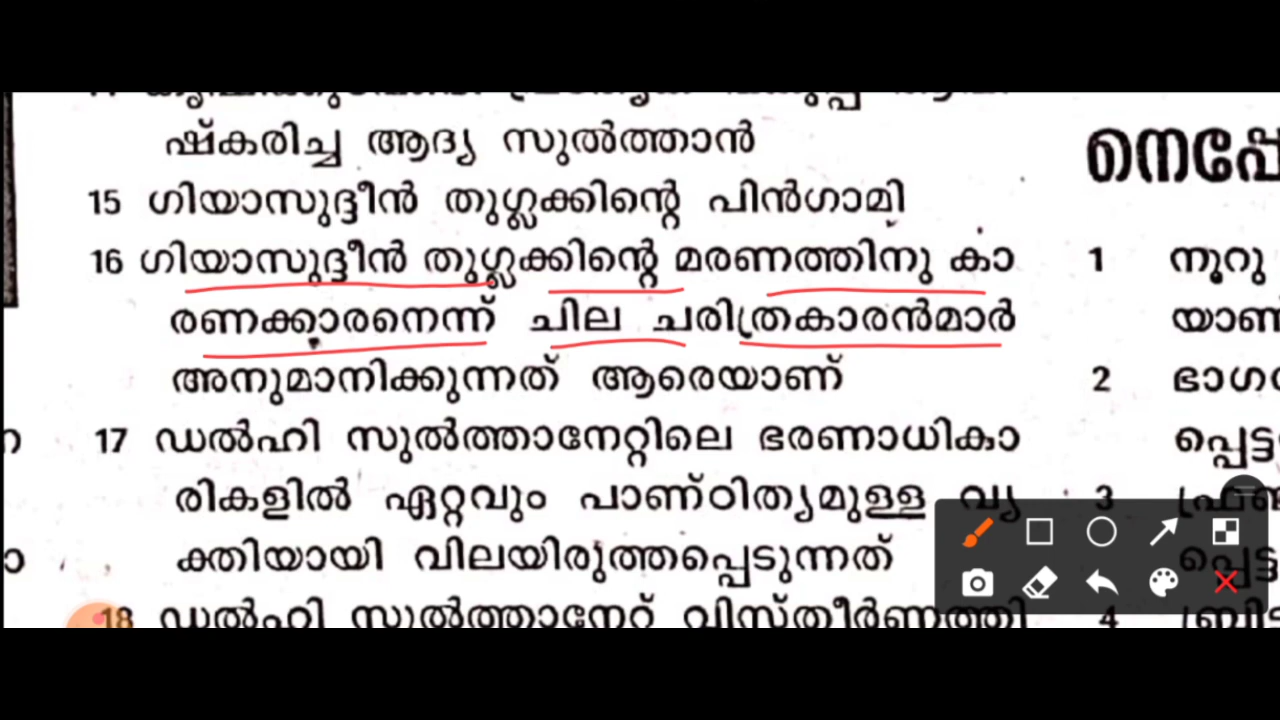 ഷ്കരിച്ച ആദ്യ സുൽത്താൻ
15 ഗിയാസുദ്ദീൻ തുഗ്ലക്കിന്റെ പിൻഗാമി
16 ഗിയാസുദ്ദീൻ തുഗ്ലക്കിന്റെ മരണത്തിനു കാ
രണക്കാരനെന്ന് ചില ചരിത്രകാരൻമാർ
അനുമാനിക്കുന്നത് ആരെയാണ്
17 ഡൽഹി സുൽത്താനേറ്റിലെ ഭരണാധികാ
രികളിൽ ഏറ്റവും പാണ്ഠിത്യമുള്ള വ്യ
ക്തിയായി വിലയിരുത്തപ്പെടുന്നത്
18 ഡൽഹി സുൽത്താനേറ്റ് വിസ്തീർണത്തി
നെപ്പോ
1 നൂറു
യാണ്
2 ഭാഗ
പ്പെട്ട
3 ഫ്രഞ്
പ്പെട്ട
4 ബ്രിട